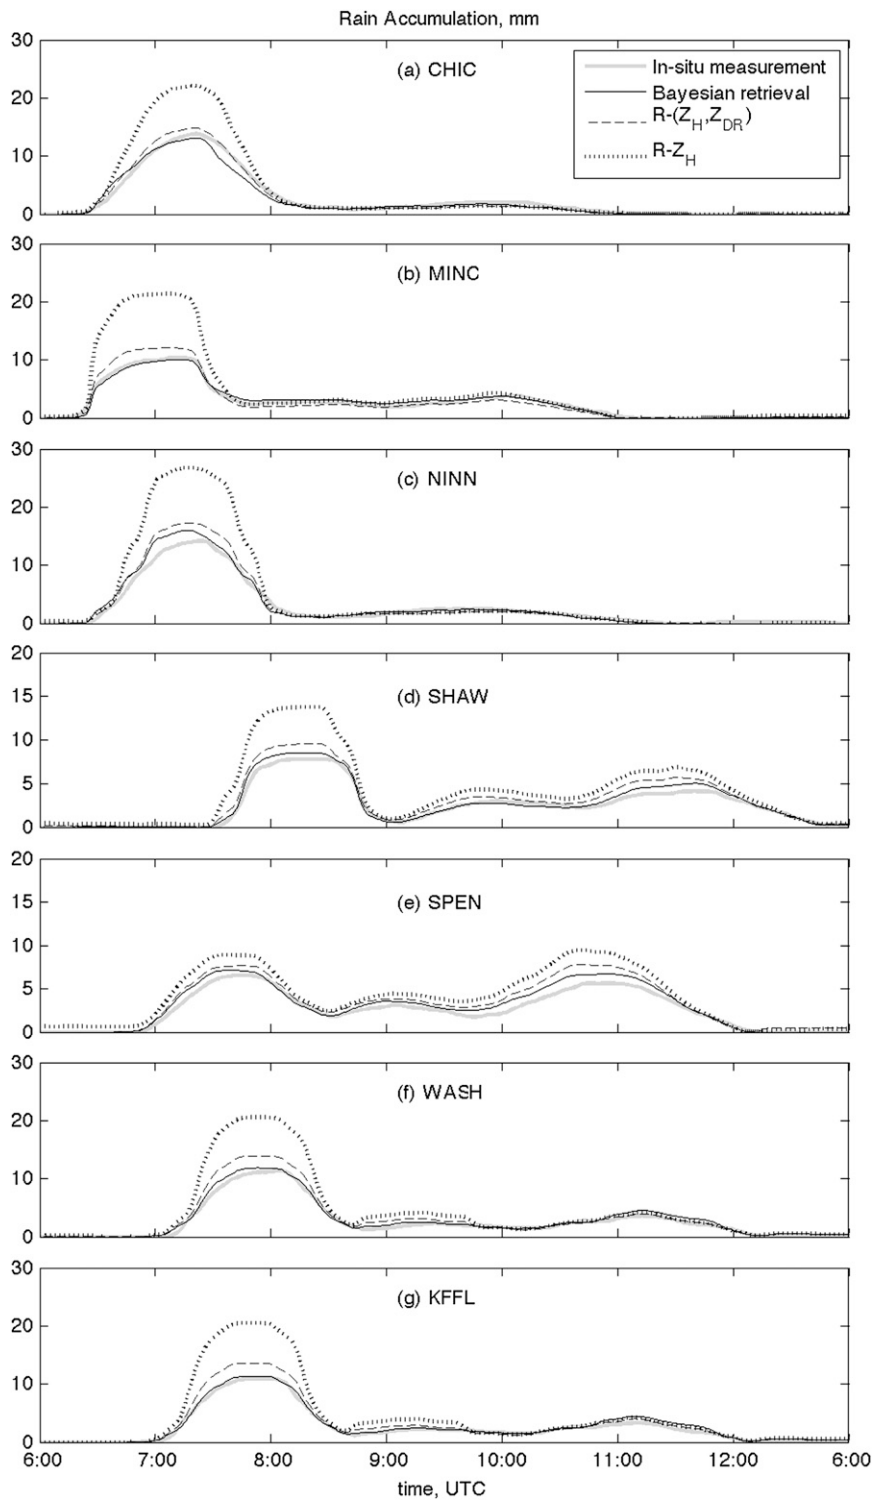 Rain Accumulation, mm
30
20
10
0
(a) CHIC
In-situ measurement
Bayesian retrieval
R-(Z_H,Z_DR)
R-Z_H
30
20
10
0
(b) MINC
30
20
10
0
(c) NINN
20
15
10
5
0
(d) SHAW
20
15
10
5
0
(e) SPEN
30
20
10
0
(f) WASH
30
20
10
0
(g) KFFL
6:00 7:00 8:00 9:00 10:00 11:00 12:00 6:00
time, UTC